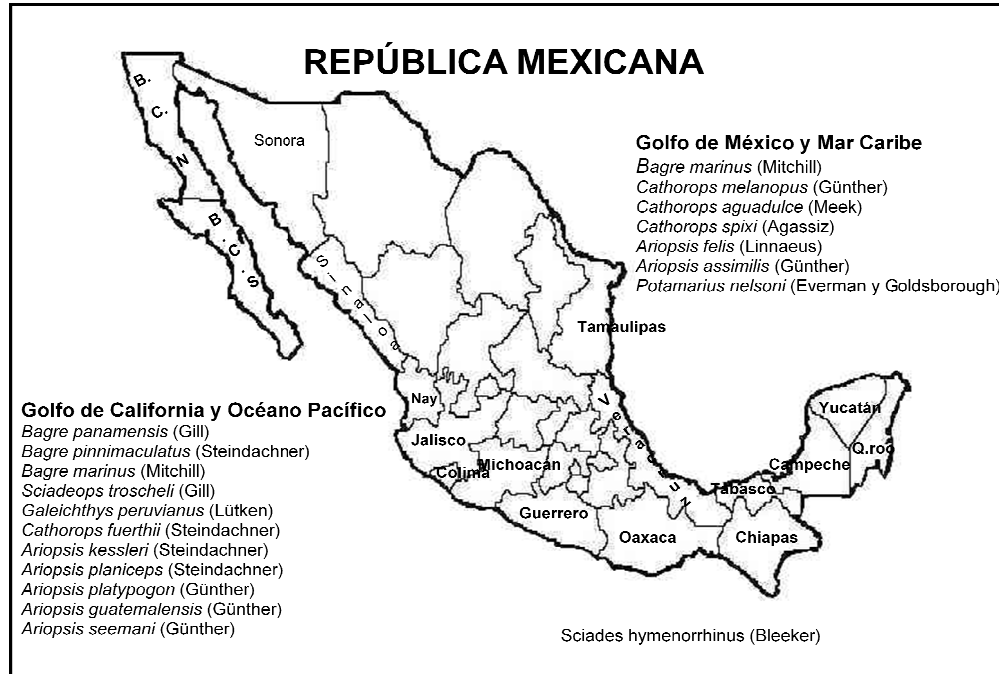 REPÚBLICA MEXICANA
B.
C.
N
Sonora
B.C.S
Sinaloa
Golfo de México y Mar Caribe
Bagre marinus (Mitchill)
Cathorops melanopus (Günther)
Cathorops aguadulce (Meek)
Cathorops spixi (Agassiz)
Ariopsis felis (Linnaeus)
Ariopsis assimilis (Günther)
Potamarius nelsoni (Everman y Goldsborough)
Tamaulipas
Nay
Jalisco
Colima
Michoacán
Veracruz
Guerrero
Oaxaca
Tabasco
Chiapas
Campeche
Yucatán
Q.roo
Golfo de California y Océano Pacífico
Bagre panamensis (Gill)
Bagre pinnimaculatus (Steindachner)
Bagre marinus (Mitchill)
Sciadeops troscheli (Gill)
Galeichthys peruvianus (Lütken)
Cathorops fuerthii (Steindachner)
Ariopsis kessleri (Steindachner)
Ariopsis planiceps (Steindachner)
Ariopsis platypogon (Günther)
Ariopsis guatemalensis (Günther)
Ariopsis seemani (Günther)
Sciades hymenorrhinus (Bleeker)